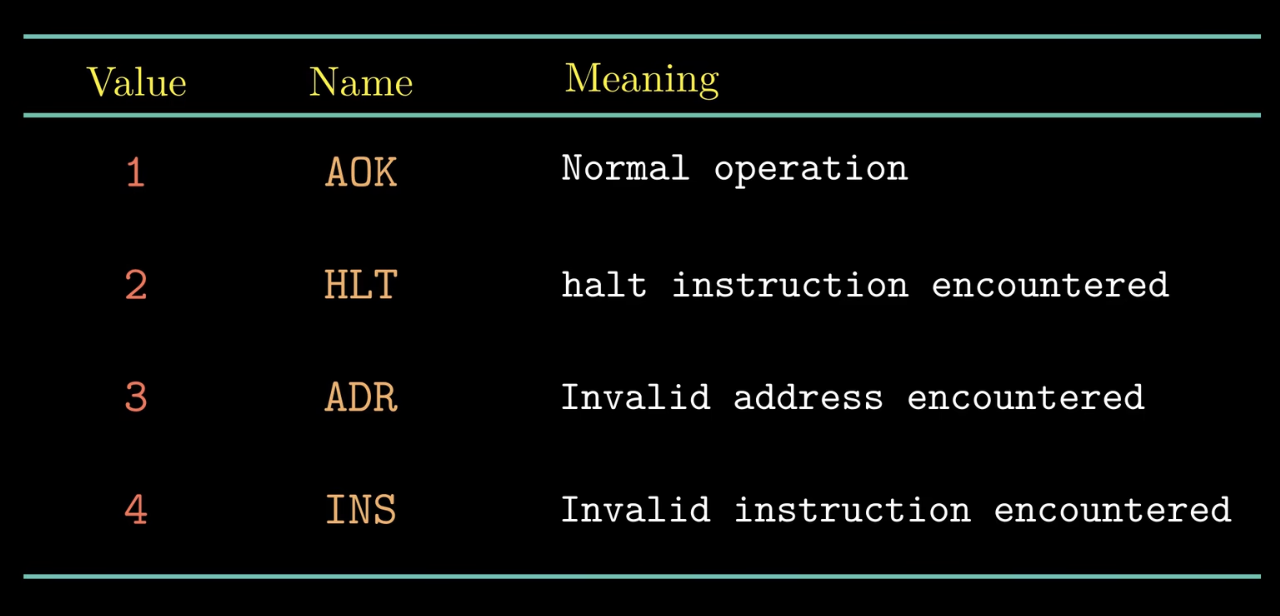 Value Name Meaning
1 AOK Normal operation
2 HLT halt instruction encountered
3 ADR Invalid address encountered
4 INS Invalid instruction encountered